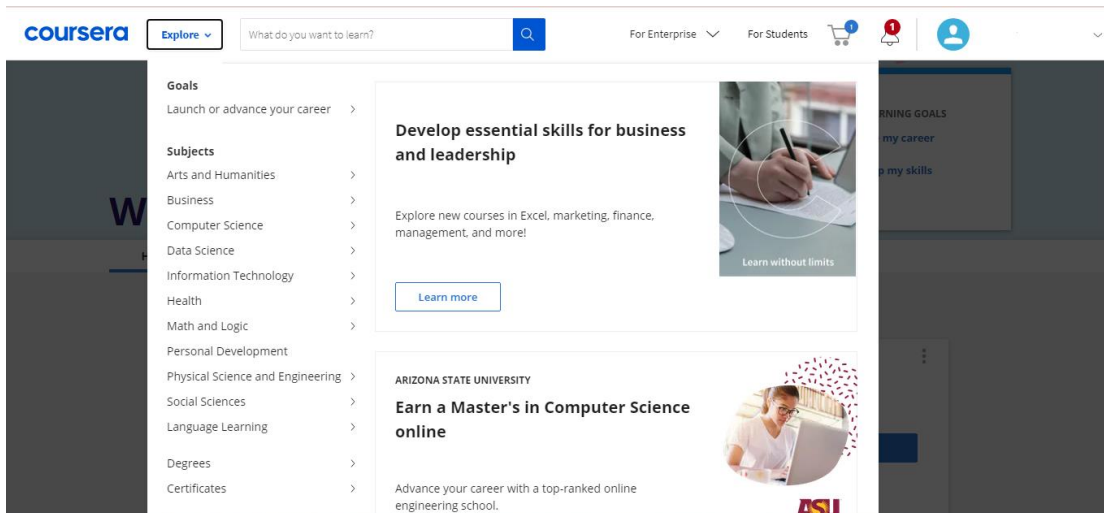 coursera
Explore
What do you want to learn?
For Enterprise
For Students
1
1
Goals
Launch or advance your career
Subjects
Arts and Humanities
Business
Computer Science
Data Science
Information Technology
Health
Math and Logic
Personal Development
Physical Science and Engineering
Social Sciences
Language Learning
Degrees
Certificates
Develop essential skills for business
and leadership
Explore new courses in Excel, marketing, finance,
management, and more!
Learn more
Learn without limits
ARIZONA STATE UNIVERSITY
Earn a Master's in Computer Science
online
Advance your career with a top-ranked online
engineering school.
ASU
W
H
RNING GOALS
my career
p my skills